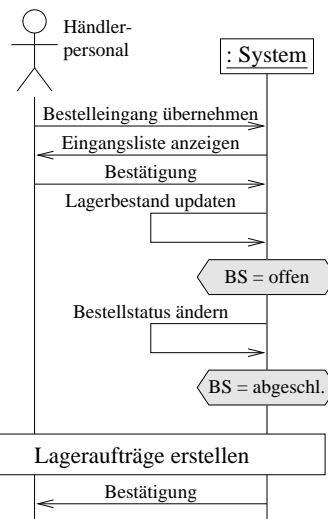 Händler-
personal
: System
Bestelleingang übernehmen
Eingangsliste anzeigen
Bestätigung
Lagerbestand updaten
BS = offen
Bestellstatus ändern
BS = abgeschl.
Lageraufträge erstellen
Bestätigung